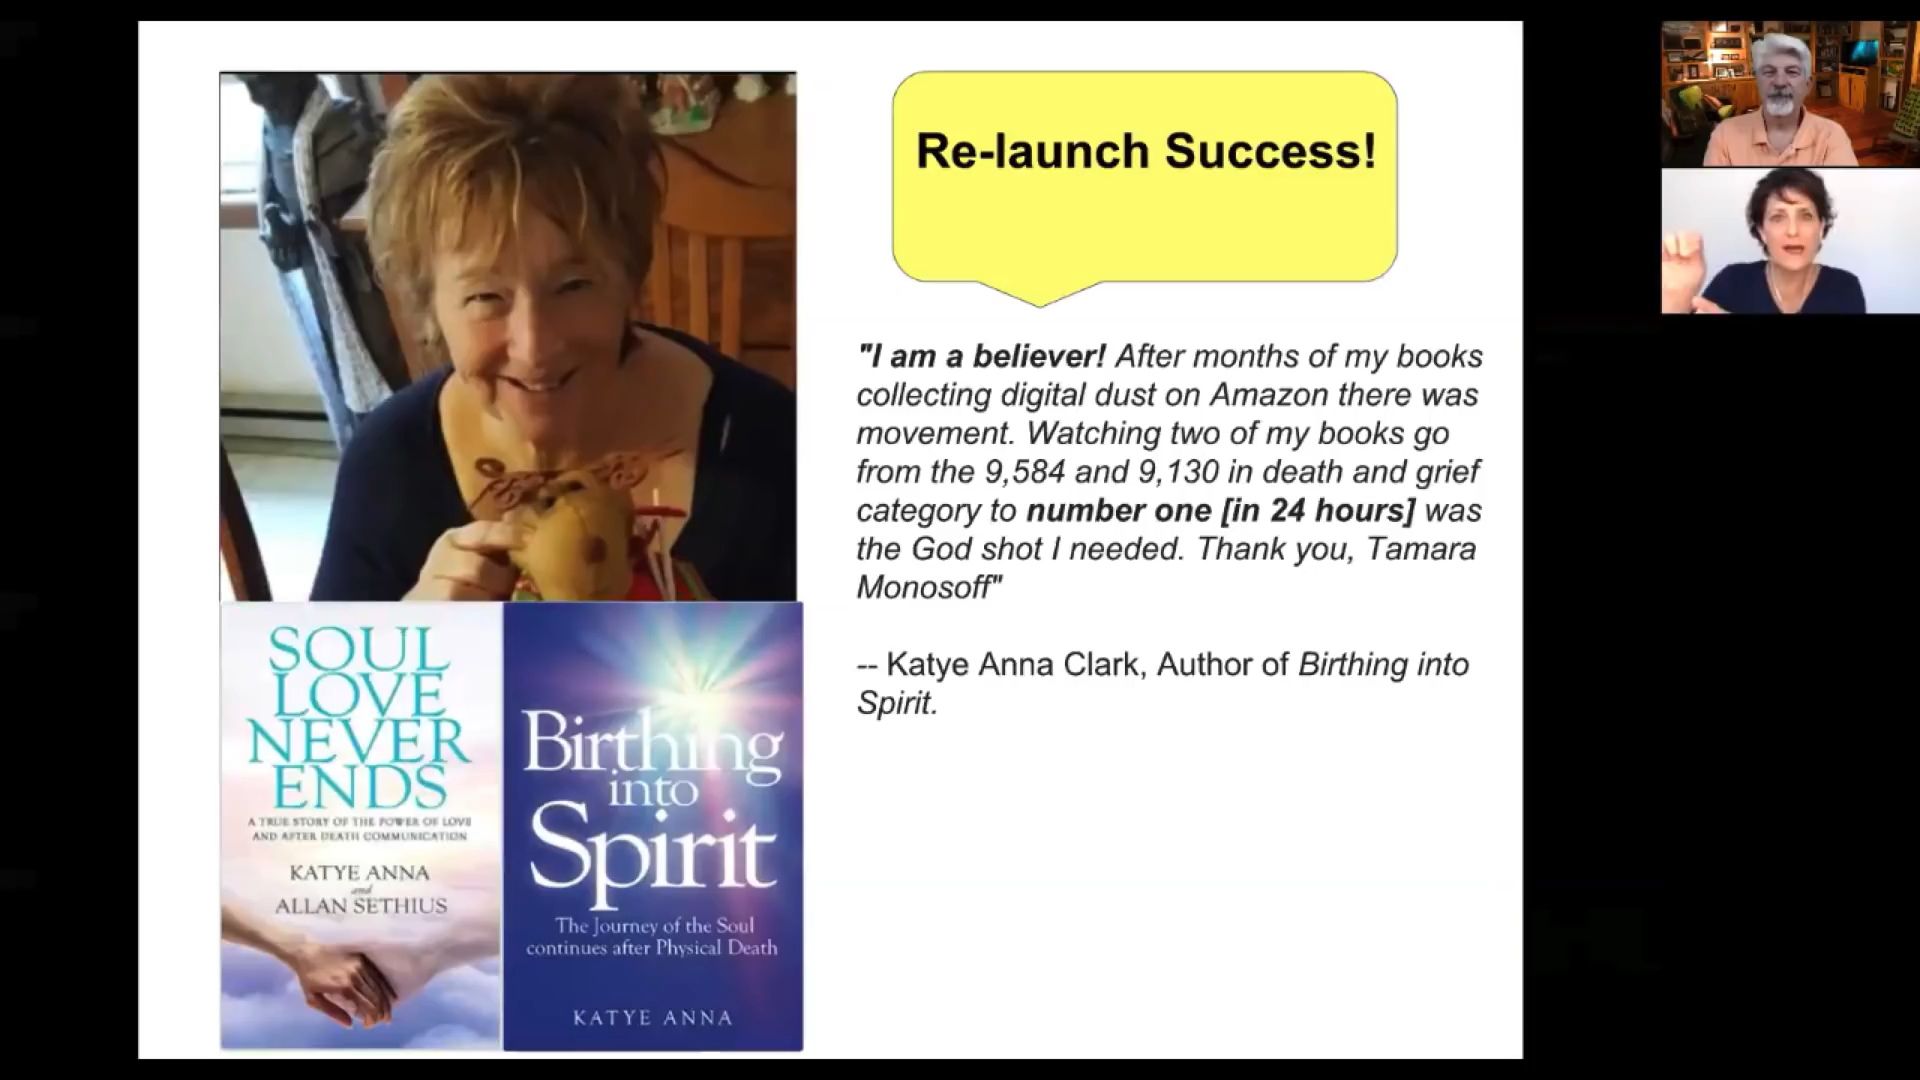 Re-launch Success!
"I am a believer! After months of my books
collecting digital dust on Amazon there was
movement. Watching two of my books go
from the 9,584 and 9,130 in death and grief
category to number one [in 24 hours] was
the God shot I needed. Thank you, Tamara
Monosoff"
-- Katye Anna Clark, Author of Birthing into
Spirit.
SOUL
LOVE
NEVER
ENDS
A TRUE STORY OF THE POWER OF LOVE
AND AFTER DEATH COMMUNICATION
KATYE ANNA
and
ALLAN SETHIUS
Birthing
into
Spirit
The Journey of the Soul
continues after Physical Death
KATYE ANNA